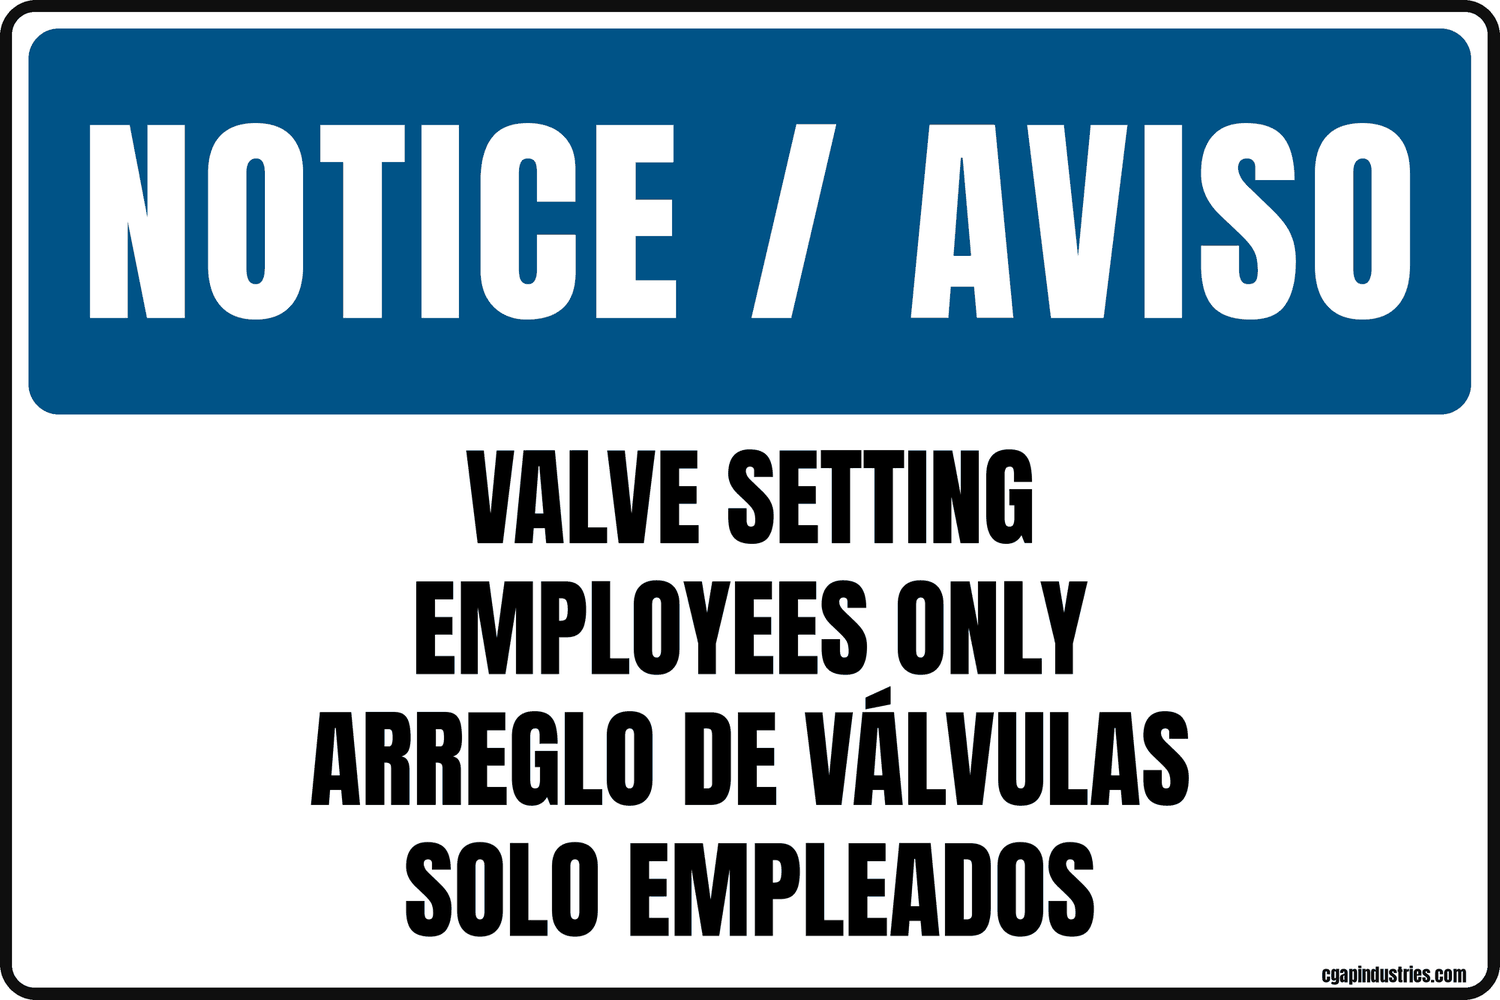 NOTICE / AVISO
VALVE SETTING
EMPLOYEES ONLY
ARREGLO DE VÁLVULAS
SOLO EMPLEADOS
cgapindustries.com